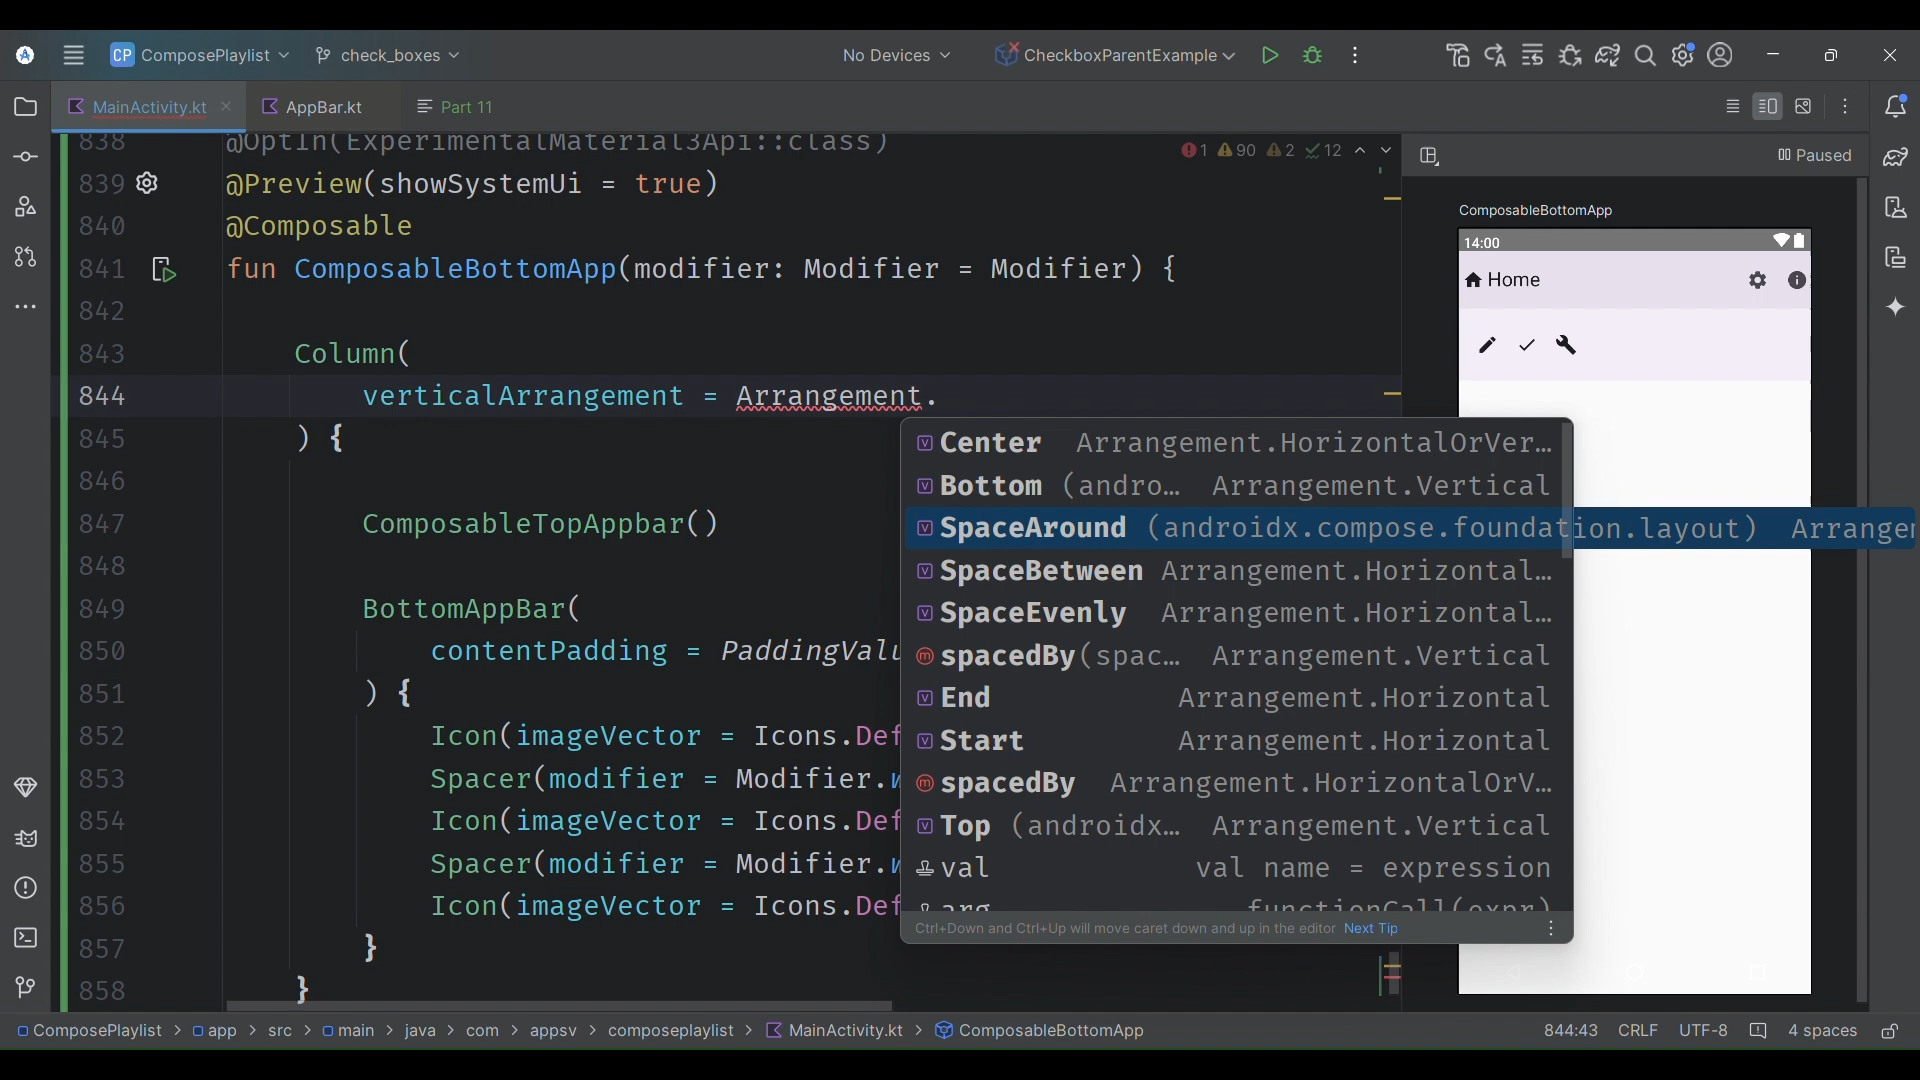 CP ComposePlaylist
check_boxes
No Devices
CheckboxParentExample
MainActivity.kt
AppBar.kt
Part 11
838 @OptIn(ExperimentalMaterial3Api::class)
1 90 2 12
Paused
839 @Preview(showSystemUi = true)
840 @Composable
841 fun ComposableBottomApp(modifier: Modifier = Modifier) {
842
843 Column(
844 verticalArrangement = Arrangement.
845 ) {
846
847 ComposableTopAppbar()
848
849 BottomAppBar(
850 contentPadding = PaddingValu
851 ) {
852 Icon(imageVector = Icons.Def
853 Spacer(modifier = Modifier.w
854 Icon(imageVector = Icons.Def
855 Spacer(modifier = Modifier.w
856 Icon(imageVector = Icons.Def
857 }
858 }
Center Arrangement.HorizontalOrVer...
Bottom (andro... Arrangement.Vertical
SpaceAround (androidx.compose.foundation.layout) Arrange
SpaceBetween Arrangement.Horizontal...
SpaceEvenly Arrangement.Horizontal...
spacedBy(spac... Arrangement.Vertical
End Arrangement.Horizontal
Start Arrangement.Horizontal
spacedBy Arrangement.HorizontalOrV...
Top (androidx... Arrangement.Vertical
val val name = expression
arg functionCall(expr)
Ctrl+Down and Ctrl+Up will move caret down and up in the editor Next Tip
ComposableBottomApp
14:00
Home
ComposePlaylist > app > src > main > java > com > appsv > composeplaylist > MainActivity.kt > ComposableBottomApp
844:43 CRLF UTF-8 4 spaces